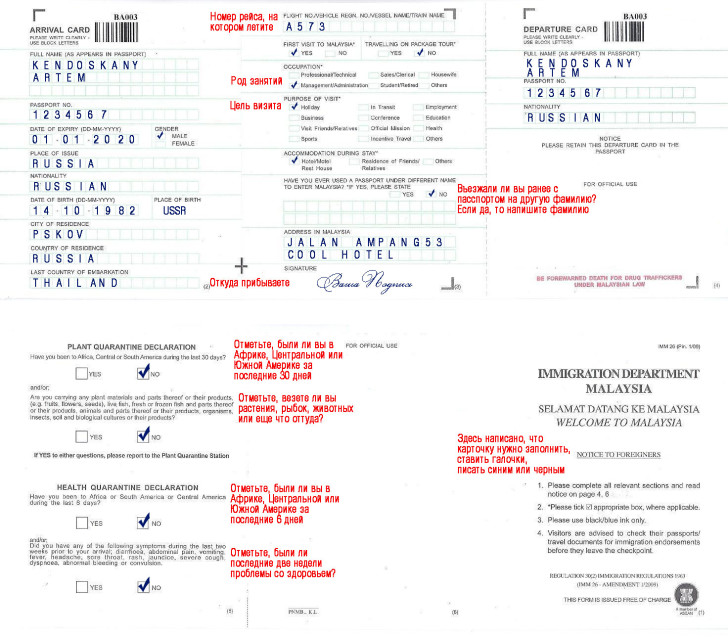 BA003
ARRIVAL CARD
PLEASE WRITE CLEARLY -
USE BLOCK LETTERS
FULL NAME (AS APPEARS IN PASSPORT)
KENDOSKANY
ARTEM
PASSPORT NO.
1234567
DATE OF EXPIRY (DD-MM-YYYY)
GENDER
01-01-2020
MALE
FEMALE
PLACE OF ISSUE
RUSSIA
NATIONALITY
RUSSIAN
DATE OF BIRTH (DD-MM-YYYY)
PLACE OF BIRTH
14-10-1982
USSR
CITY OF RESIDENCE
PSKOV
COUNTRY OF RESIDENCE
RUSSIA
LAST COUNTRY OF EMBARKATION
THAILAND
(2)
Номер рейса, на
котором летите
Род занятий
Цель визита
Откуда прибываете
FLIGHT NO./VEHICLE REGN. NO./VESSEL NAME/TRAIN NAME
A573
FIRST VISIT TO MALAYSIA*
TRAVELLING ON PACKAGE TOUR*
YES NO YES NO
OCCUPATION*
Professional/Technical Sales/Clerical Housewife
Management/Administration Student/Retired Others
PURPOSE OF VISIT*
Holiday In Transit Employment
Business Conference Education
Visit Friends/Relatives Official Mission Health
Sports Incentive Travel Others
ACCOMMODATION DURING STAY*
Hotel/Motel Residence of Friends/ Others
Rest House Relatives
HAVE YOU EVER USED A PASSPORT UNDER DIFFERENT NAME
TO ENTER MALAYSIA? *IF YES, PLEASE STATE
YES NO
ADDRESS IN MALAYSIA
JALAN AMPANG53
COOL HOTEL
SIGNATURE
Ваша Подпись
(3)
Въезжали ли вы ранее с
пасспортом на другую фамилию?
Если да, то напишите фамилию
BA003
DEPARTURE CARD
PLEASE WRITE CLEARLY -
USE BLOCK LETTERS
FULL NAME (AS APPEARS IN PASSPORT)
KENDOSKANY
ARTEM
PASSPORT NO.
1234567
NATIONALITY
RUSSIAN
NOTICE
PLEASE RETAIN THIS DEPARTURE CARD IN THE
PASSPORT
FOR OFFICIAL USE
BE FOREWARNED DEATH FOR DRUG TRAFFICKERS
UNDER MALAYSIAN LAW
(4)
PLANT QUARANTINE DECLARATION
Have you been to Africa, Central or South America during the last 30 days?
YES NO
and/or;
Are you carrying any plant materials and parts thereof or their products,
(e.g. fruits, flowers, seeds), live fish, fresh or frozen fish and parts thereof
or their products, animals and parts thereof or their products, organisms,
insects, soil and biological cultures or their products?
YES NO
If YES to either questions, please report to the Plant Quarantine Station
HEALTH QUARANTINE DECLARATION
Have you been to Africa or South America or Central America
during the last 6 days?
YES NO
and/or;
Did you have any of the following symptoms during the last two
weeks prior to your arrival; diarrhoea, abdominal pain, vomiting,
fever, headache, sore throat, rash, jaundice, severe cough,
dyspnoea, abnormal bleeding or convulsion.
YES NO
(5)
Отметьте, были ли вы в
Африке, Центральной или
Южной Америке за
последние 30 дней
Отметьте, везете ли вы
растения, рыбок, животных
или еще что оттуда?
Отметьте, были ли вы в
Африке, Центральной или
Южной Америке за
последние 6 дней
Отметьте, были ли
последние две недели
проблемы со здоровьем?
FOR OFFICIAL USE
PNMB., K.L.
(6)
Здесь написано, что
карточку нужно заполнить,
ставить галочки,
писать синим или черным
IMM 26 (Pin. 1/08)
IMMIGRATION DEPARTMENT
MALAYSIA
SELAMAT DATANG KE MALAYSIA
WELCOME TO MALAYSIA
NOTICE TO FOREIGNERS
1. Please complete all relevant sections and read
notice on page 4, 6
2. *Please tick ☑ appropriate box, where applicable.
3. Please use black/blue ink only.
4. Visitors are advised to check their passports/
travel documents for immigration endorsements
before they leave the checkpoint.
REGULATION 30(2) IMMIGRATION REGULATIONS 1963
(IMM 26 - AMENDMENT 1/2008)
THIS FORM IS ISSUED FREE OF CHARGE
A Member of
ASEAN
(1)